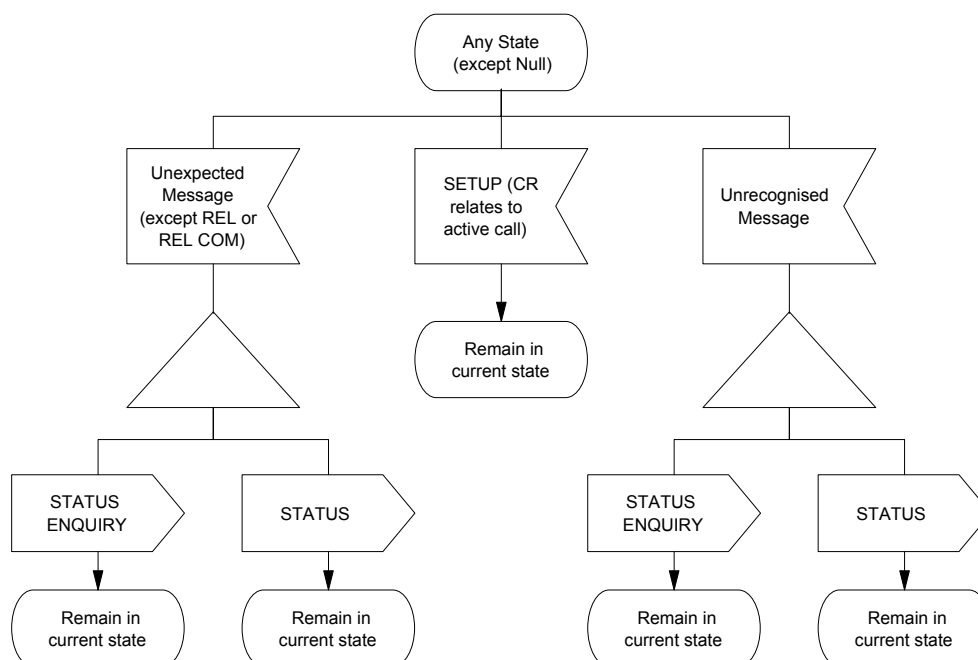 Any State
(except Null)
Unexpected
Message
(except REL or
REL COM)
SETUP (CR
relates to
active call)
Unrecognised
Message
Remain in
current state
STATUS
ENQUIRY
STATUS
STATUS
ENQUIRY
STATUS
Remain in
current state
Remain in
current state
Remain in
current state
Remain in
current state